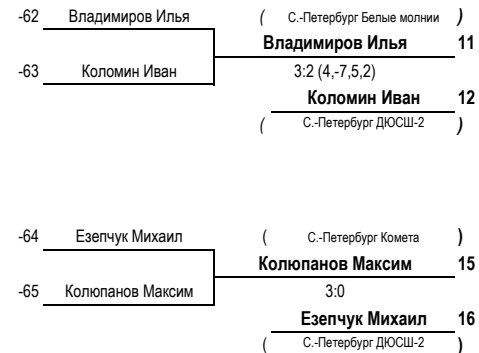 -62 Владимиров Илья ( С.-Петербург Белые молнии )
Владимиров Илья 11
-63 Коломин Иван 3:2 (4,-7,5,2)
Коломин Иван 12
( С.-Петербург ДЮСШ-2 )
-64 Езепчук Михаил ( С.-Петербург Комета )
Колюпанов Максим 15
-65 Колюпанов Максим 3:0
Езепчук Михаил 16
( С.-Петербург ДЮСШ-2 )